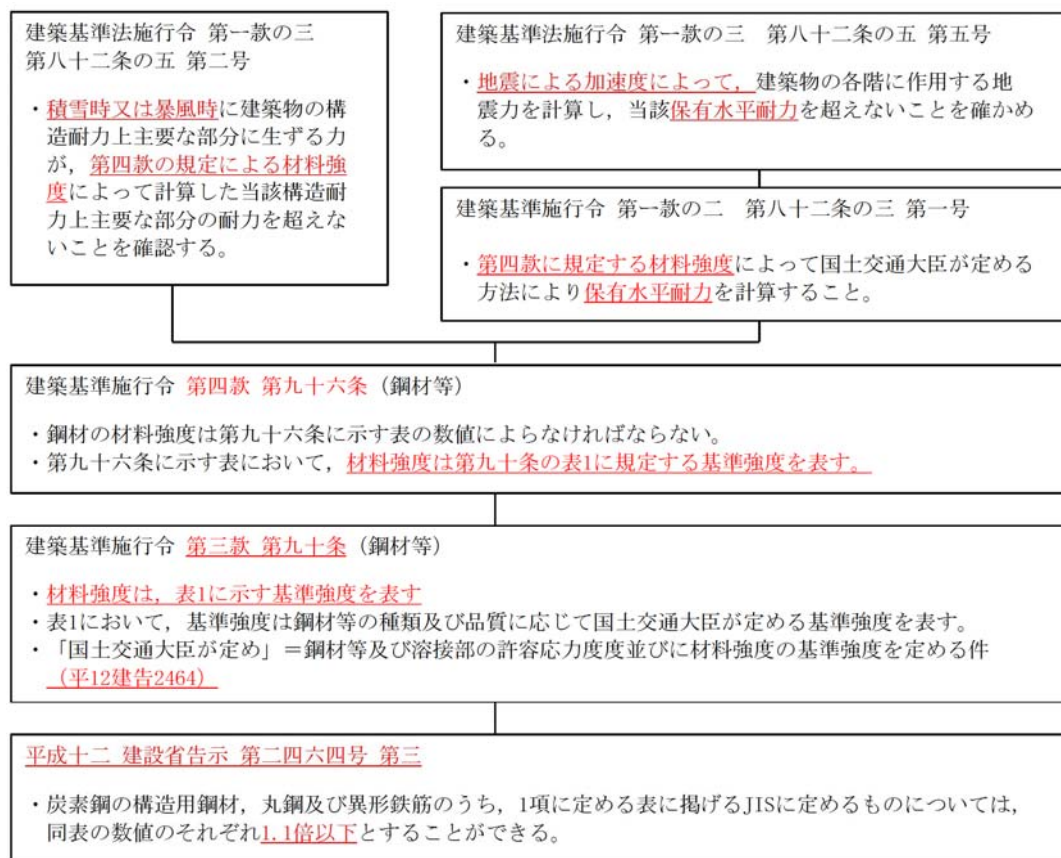 建築基準法施行令 第一款の三
第八十二条の五 第二号
・積雪時又は暴風時に建築物の構
造耐力上主要な部分に生ずる力
が，第四款の規定による材料強
度によって計算した当該構造耐
力上主要な部分の耐力を超えな
いことを確認する。
建築基準法施行令 第一款の三　第八十二条の五 第五号
・地震による加速度によって，建築物の各階に作用する地
震力を計算し，当該保有水平耐力を超えないことを確かめ
る。
建築基準施行令 第一款の二　第八十二条の三 第一号
・第四款に規定する材料強度によって国土交通大臣が定める
方法により保有水平耐力を計算すること。
建築基準施行令 第四款 第九十六条（鋼材等）
・鋼材の材料強度は第九十六条に示す表の数値によらなければならない。
・第九十六条に示す表において，材料強度は第九十条の表1に規定する基準強度を表す。
建築基準施行令 第三款 第九十条（鋼材等）
・材料強度は，表1に示す基準強度を表す
・表1において，基準強度は鋼材等の種類及び品質に応じて国土交通大臣が定める基準強度を表す。
・「国土交通大臣が定め」＝鋼材等及び溶接部の許容応力度度並びに材料強度の基準強度を定める件
（平12建告2464）
平成十二 建設省告示 第二四六四号 第三
・炭素鋼の構造用鋼材，丸鋼及び異形鉄筋のうち，1項に定める表に掲げるJISに定めるものについては，
同表の数値のそれぞれ1.1倍以下とすることができる。